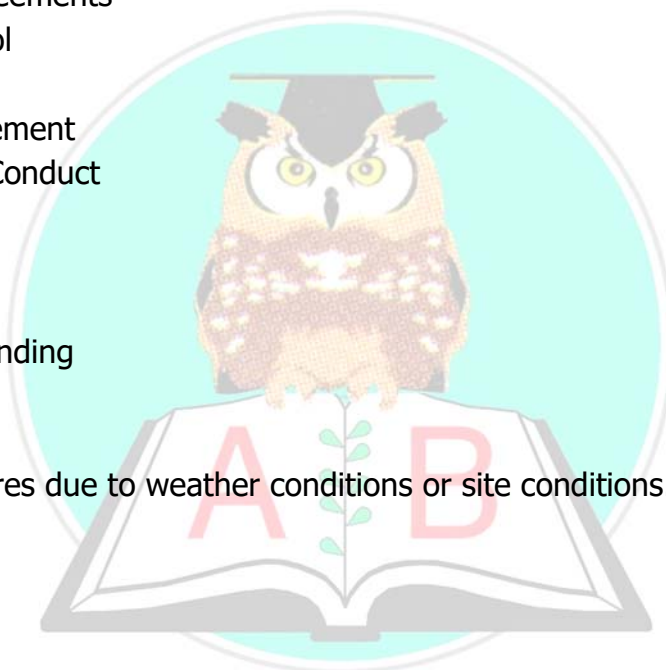 ements
ol
ement
Conduct
nding
res due to weather conditions or site conditions
A B